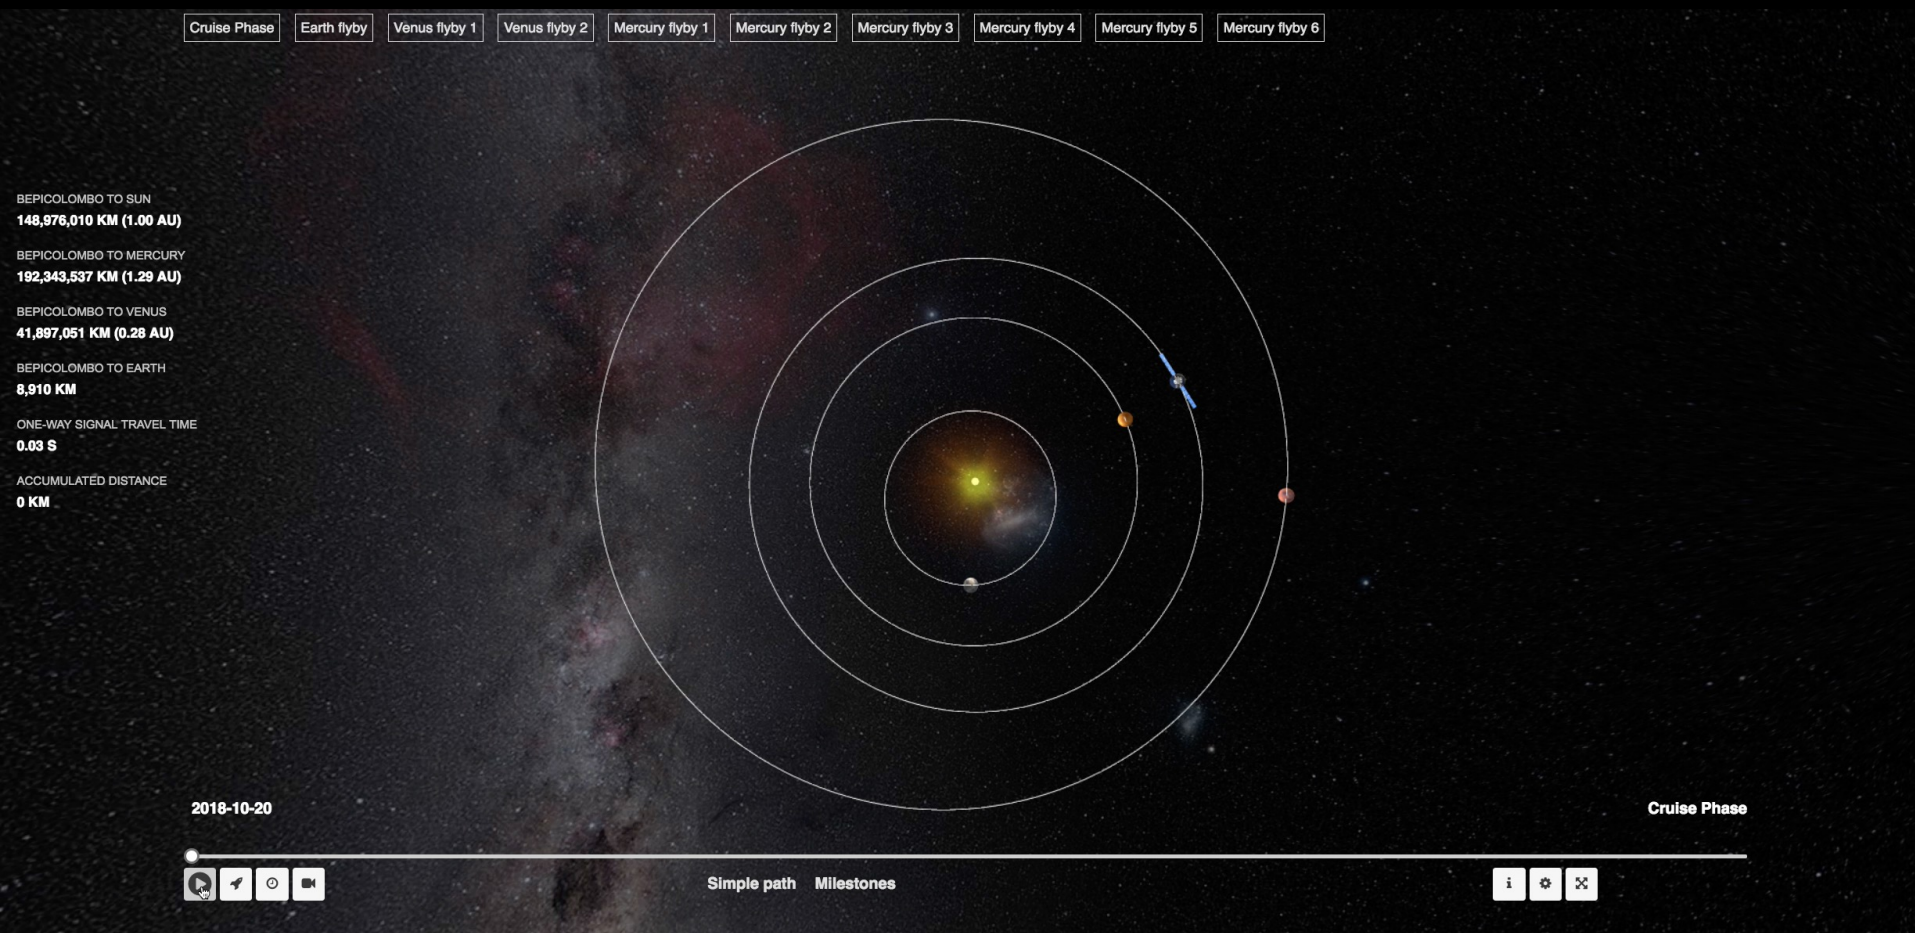 Cruise Phase Earth flyby Venus flyby 1 Venus flyby 2 Mercury flyby 1 Mercury flyby 2 Mercury flyby 3 Mercury flyby 4 Mercury flyby 5 Mercury flyby 6
BEPICOLOMBO TO SUN
148,976,010 KM (1.00 AU)
BEPICOLOMBO TO MERCURY
192,343,537 KM (1.29 AU)
BEPICOLOMBO TO VENUS
41,897,051 KM (0.28 AU)
BEPICOLOMBO TO EARTH
8,910 KM
ONE-WAY SIGNAL TRAVEL TIME
0.03 S
ACCUMULATED DISTANCE
0 KM
2018-10-20 Cruise Phase
Simple path Milestones